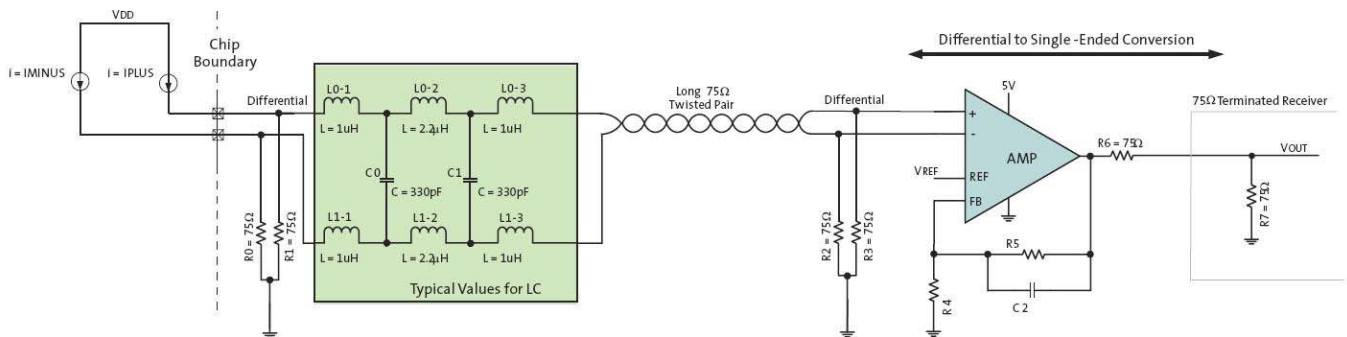 VDD
Chip
Boundary
i = IMINUS
i = IPLUS
Differential
R0 = 75Ω
R1 = 75Ω
L0-1
L0-2
L0-3
L = 1uH
L = 2.2µH
L = 1uH
C0
C1
C = 330pF
C = 330pF
L1-1
L1-2
L1-3
L = 1uH
L = 2.2µH
L = 1uH
Typical Values for LC
Long 75Ω
Twisted Pair
Differential
R2 = 75Ω
R3 = 75Ω
Differential to Single -Ended Conversion
5V
+
-
AMP
VREF
REF
FB
R4
R5
C2
R6 = 75Ω
75Ω Terminated Receiver
VOUT
R7 = 75Ω